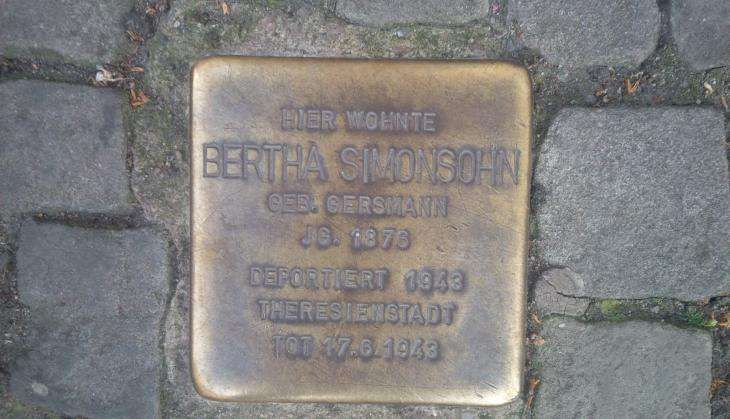 HIER WOHNTE
BERTHA SIMONSOHN
GEB. GERSMANN
JG. 1876
DEPORTIERT 1943
THERESIENSTADT
TOT 17.6.1943